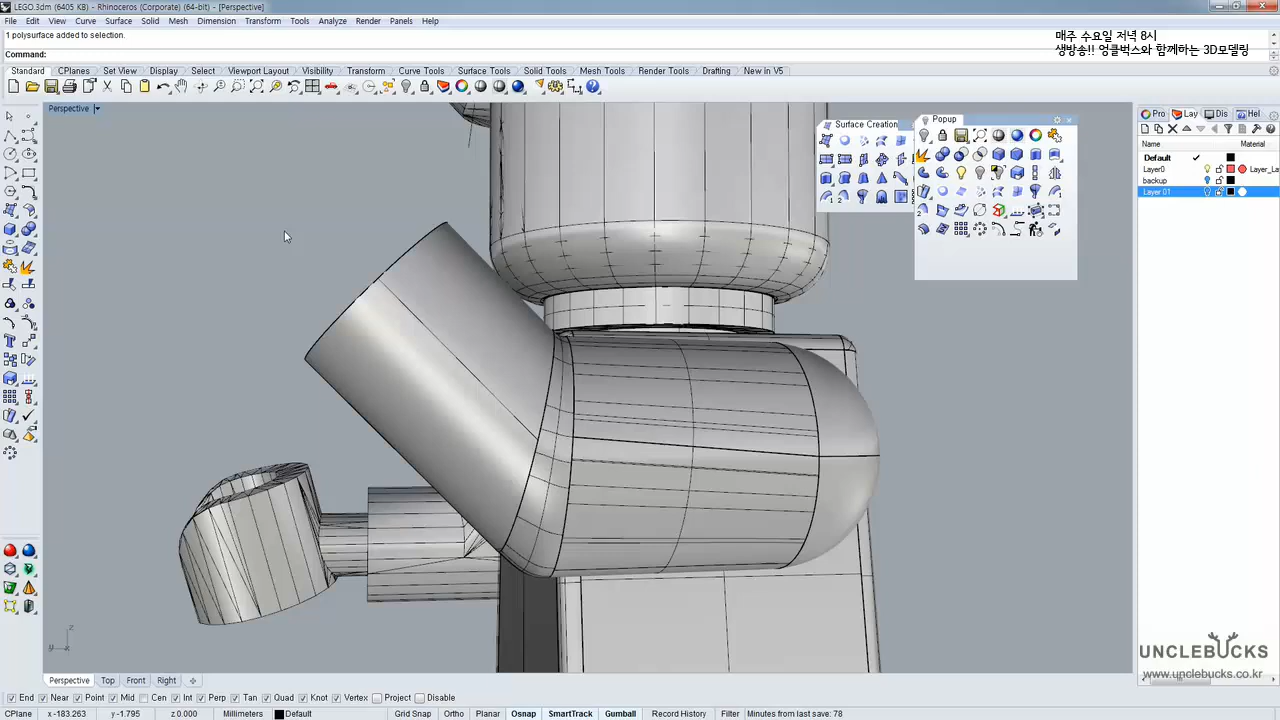 LEGO.3dm (6405 KB) - Rhinoceros (Corporate) (64-bit) - [Perspective]
File Edit View Curve Surface Solid Mesh Dimension Transform Tools Analyze Render Panels Help
1 polysurface added to selection.
매주 수요일 저녁 8시
생방송!! 엉클벅스와 함께하는 3D모델링
Command:
Standard CPlanes Set View Display Select Viewport Layout Visibility Transform Curve Tools Surface Tools Solid Tools Mesh Tools Render Tools Drafting New in V5
Perspective
Surface Creation
Popup
Pro Lay Dis Hel
Name Material
Default
Layer0 Layer_La
backup
Layer 01
z
y x
UNCLEBUCKS
www.unclebucks.co.kr
Perspective Top Front Right
End Near Point Mid Cen Int Perp Tan Quad Knot Vertex Project Disable
CPlane x -183.263 y -1.795 z 0.000 Millimeters Default Grid Snap Ortho Planar Osnap SmartTrack Gumball Record History Filter Minutes from last save: 78